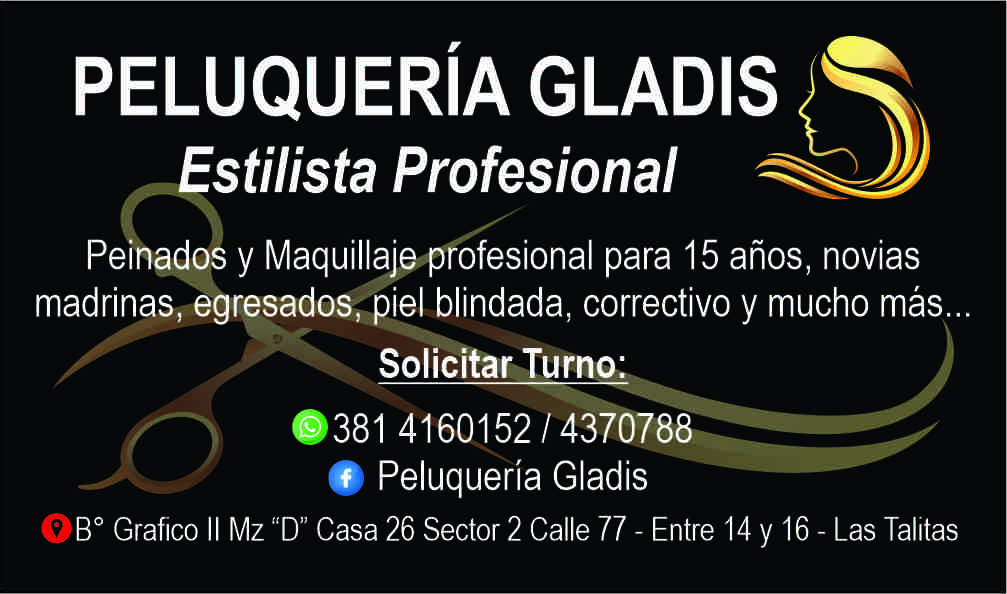 PELUQUERÍA GLADIS
Estilista Profesional
Peinados y Maquillaje profesional para 15 años, novias
madrinas, egresados, piel blindada, correctivo y mucho más...
Solicitar Turno:
381 4160152 / 4370788
Peluquería Gladis
B° Grafico II Mz “D” Casa 26 Sector 2 Calle 77 - Entre 14 y 16 - Las Talitas